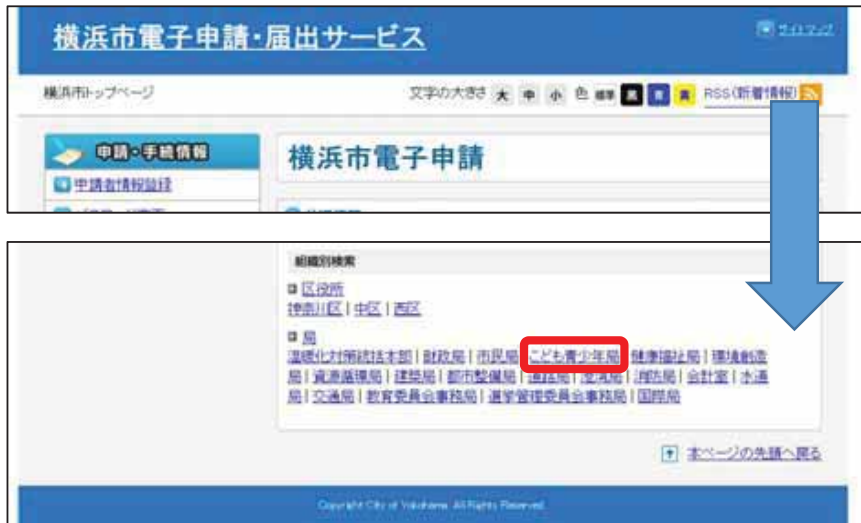 横浜市電子申請・届出サービス
サイトマップ
横浜市トップページ
文字の大きさ 大 中 小 色 標準 黒 青 黄 RSS(新着情報)
申請・手続情報
横浜市電子申請
申請者情報登録
組織別検索
区役所
神奈川区 | 中区 | 西区
局
温暖化対策統括本部 | 財政局 | 市民局 | こども青少年局 | 健康福祉局 | 環境創造
局 | 資源循環局 | 建築局 | 都市整備局 | 道路局 | 港湾局 | 消防局 | 会計室 | 水道
局 | 交通局 | 教育委員会事務局 | 選挙管理委員会事務局 | 国際局
本ページの先頭へ戻る
Copyright City of Yokohama. All Rights Reserved.